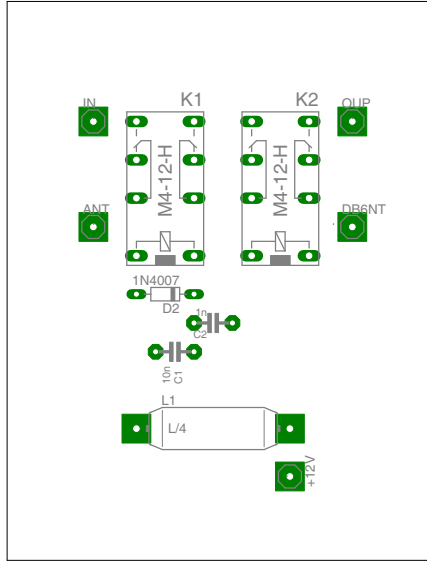 IN
K1
K2
OUP
M4-12-H
M4-12-H
ANT
DB6NT
1N4007
D2
1n
C2
10n
C1
L1
L/4
+12V